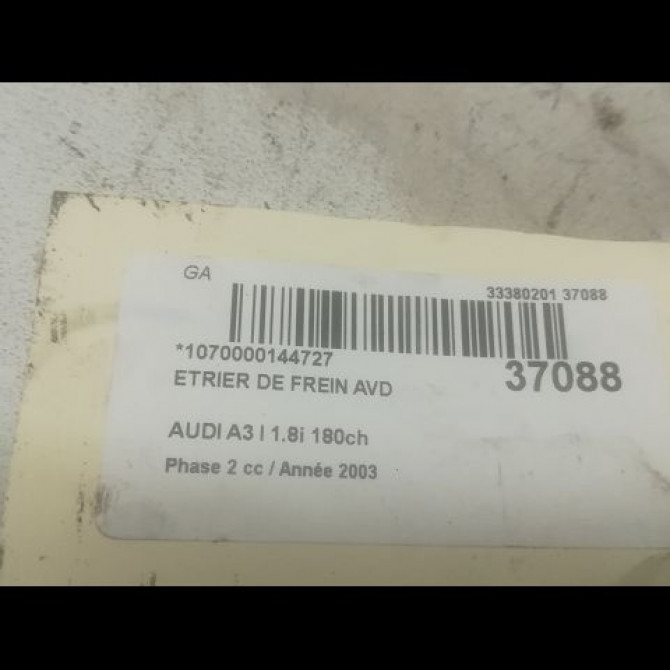 GA
33380201 37088
*1070000144727
37088
ETRIER DE FREIN AVD
AUDI A3 I 1.8i 180ch
Phase 2 cc / Année 2003